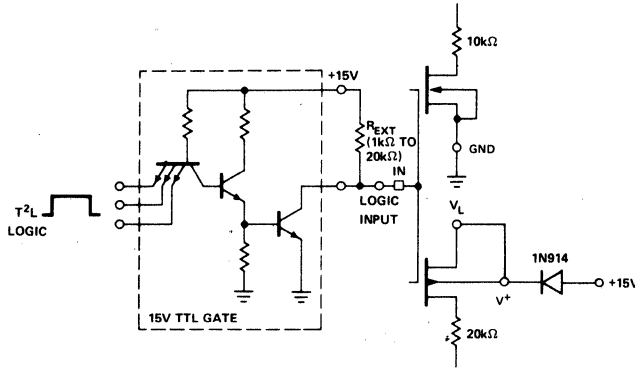 10kΩ
+15V
R_EXT
(1kΩ TO
20kΩ)
IN
GND
T²L
LOGIC
LOGIC
INPUT
V_L
1N914
+15V
V⁺
15V TTL GATE
20kΩ